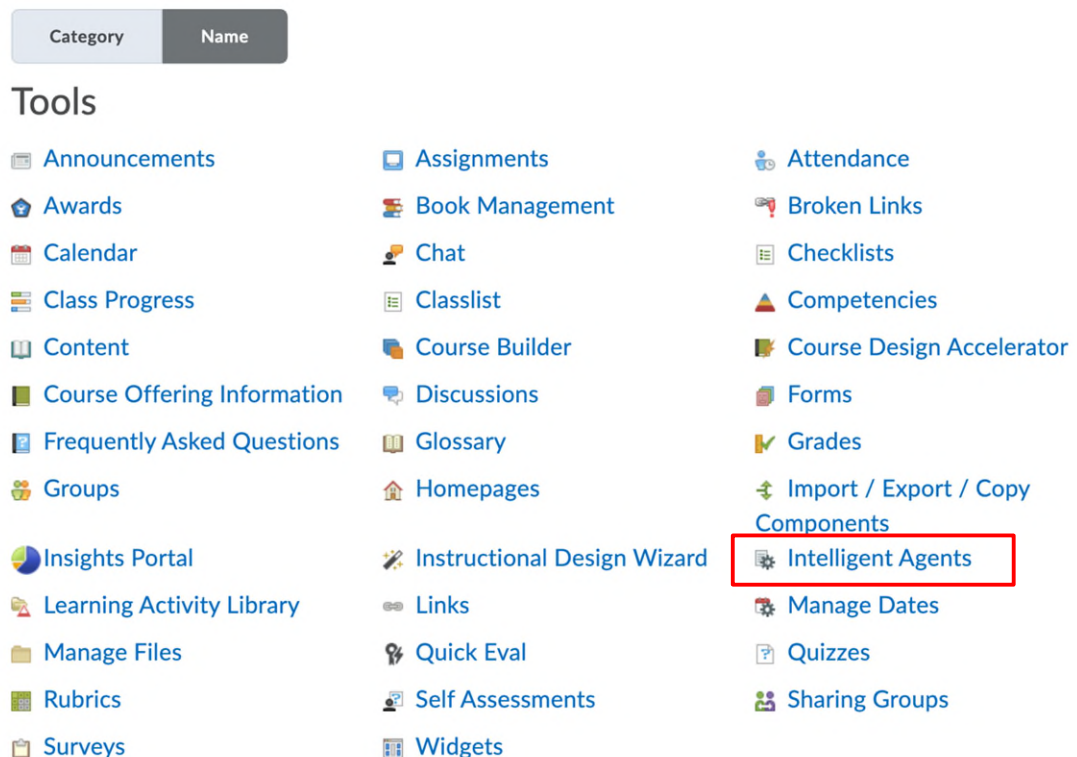 Category Name
Tools
Announcements Assignments Attendance
Awards Book Management Broken Links
Calendar Chat Checklists
Class Progress Classlist Competencies
Content Course Builder Course Design Accelerator
Course Offering Information Discussions Forms
Frequently Asked Questions Glossary Grades
Groups Homepages Import / Export / Copy
Components
Insights Portal Instructional Design Wizard Intelligent Agents
Learning Activity Library Links Manage Dates
Manage Files Quick Eval Quizzes
Rubrics Self Assessments Sharing Groups
Surveys Widgets